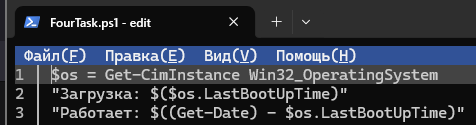 FourTask.ps1 - edit
Файл(F) Правка(E) Вид(V) Помощь(H)
1 $os = Get-CimInstance Win32_OperatingSystem
2 "Загрузка: $($os.LastBootUpTime)"
3 "Работает: $((Get-Date) - $os.LastBootUpTime)"